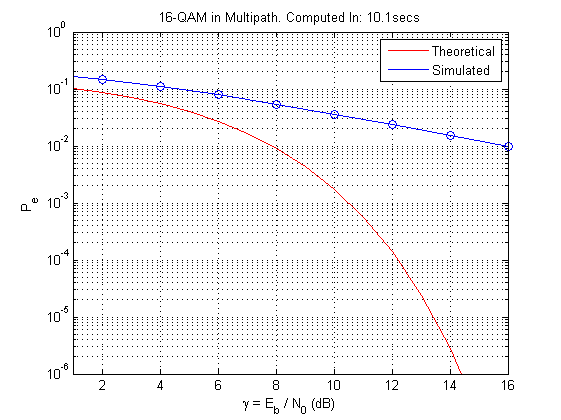 16-QAM in Multipath. Computed In: 10.1secs
Theoretical
Simulated
10^0
10^-1
10^-2
10^-3
10^-4
10^-5
10^-6
P_e
2 4 6 8 10 12 14 16
γ = E_b / N_0 (dB)